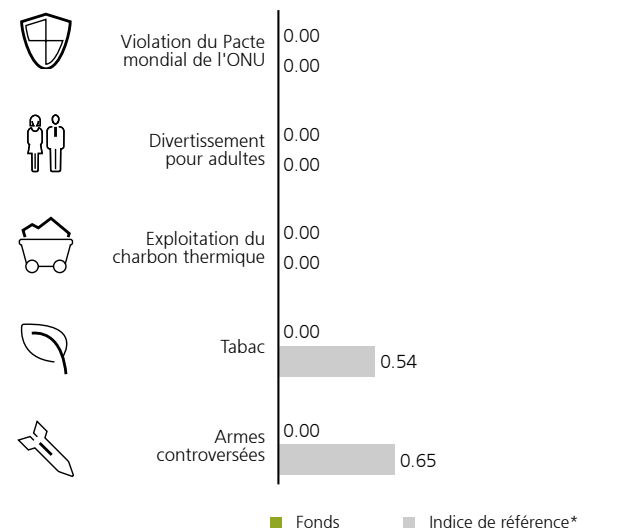 Violation du Pacte
mondial de l'ONU
0.00
0.00
Divertissement
pour adultes
0.00
0.00
Exploitation du
charbon thermique
0.00
0.00
Tabac
0.00
0.54
Armes
controversées
0.00
0.65
Fonds
Indice de référence*